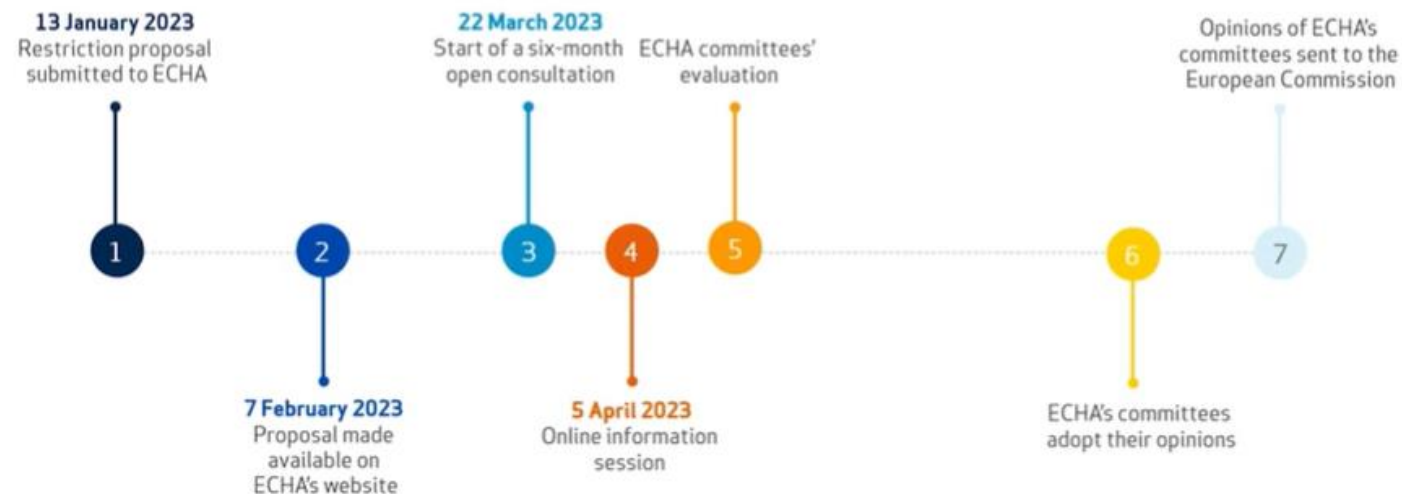 13 January 2023
Restriction proposal
submitted to ECHA
22 March 2023
Start of a six-month
open consultation
ECHA committees'
evaluation
Opinions of ECHA's
committees sent to the
European Commission
1
2
3
4
5
6
7
7 February 2023
Proposal made
available on
ECHA's website
5 April 2023
Online information
session
ECHA's committees
adopt their opinions